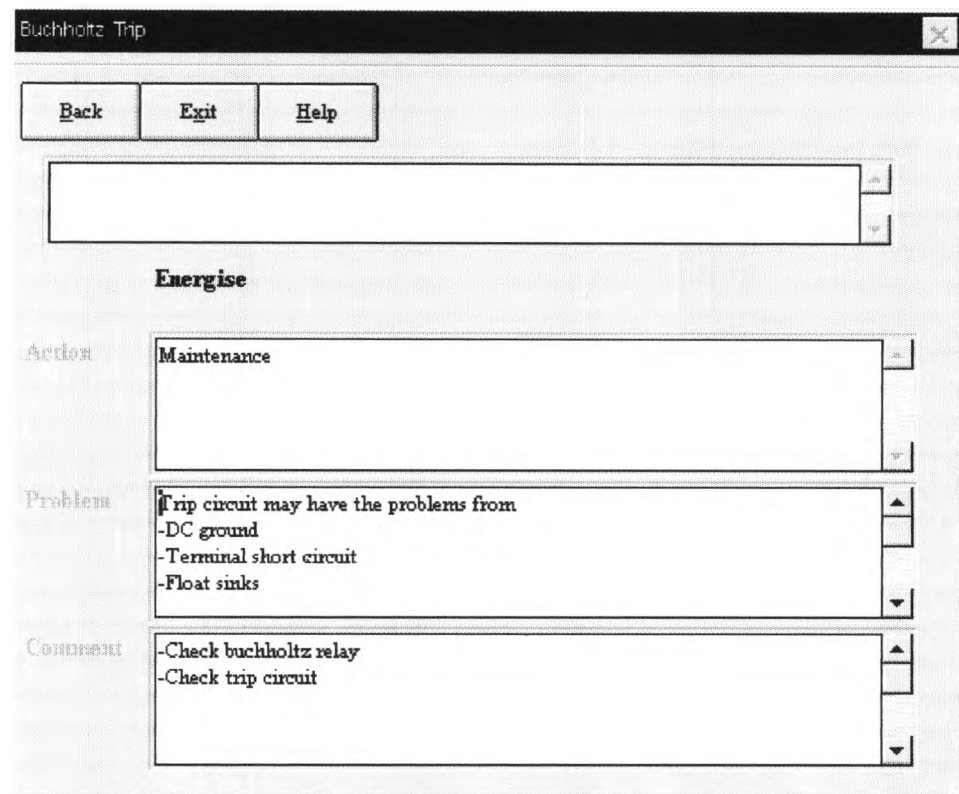 Buchholtz Trip
Back Exit Help
Energise
Action
Maintenance
Problem
Trip circuit may have the problems from
-DC ground
-Terminal short circuit
-Float sinks
Comment
-Check buchholtz relay
-Check trip circuit